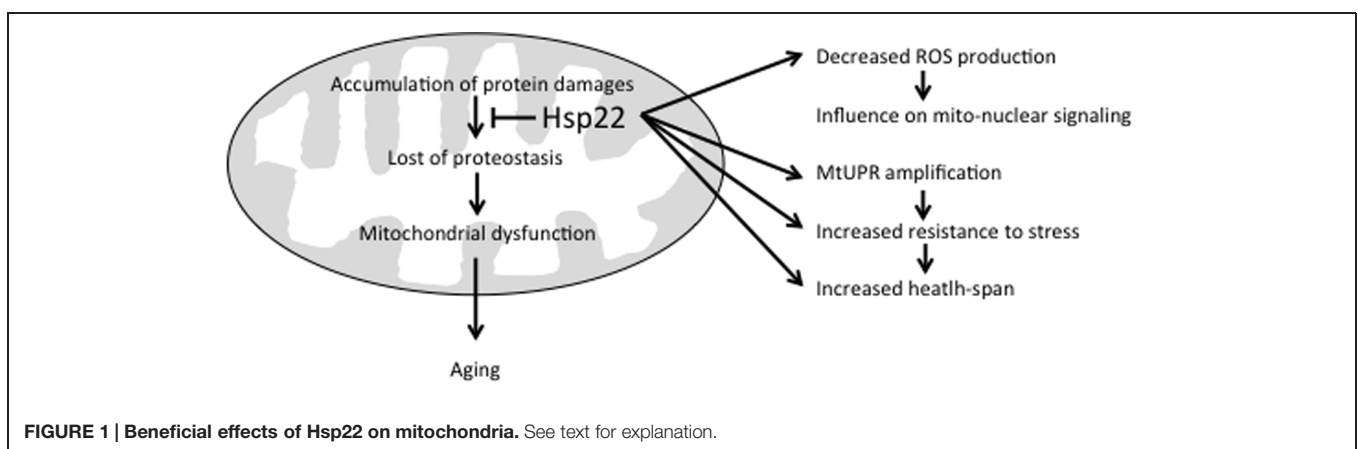 Accumulation of protein damages
Hsp22
Lost of proteostasis
Mitochondrial dysfunction
Aging
Decreased ROS production
Influence on mito-nuclear signaling
MtUPR amplification
Increased resistance to stress
Increased heatlh-span
FIGURE 1 | Beneficial effects of Hsp22 on mitochondria. See text for explanation.